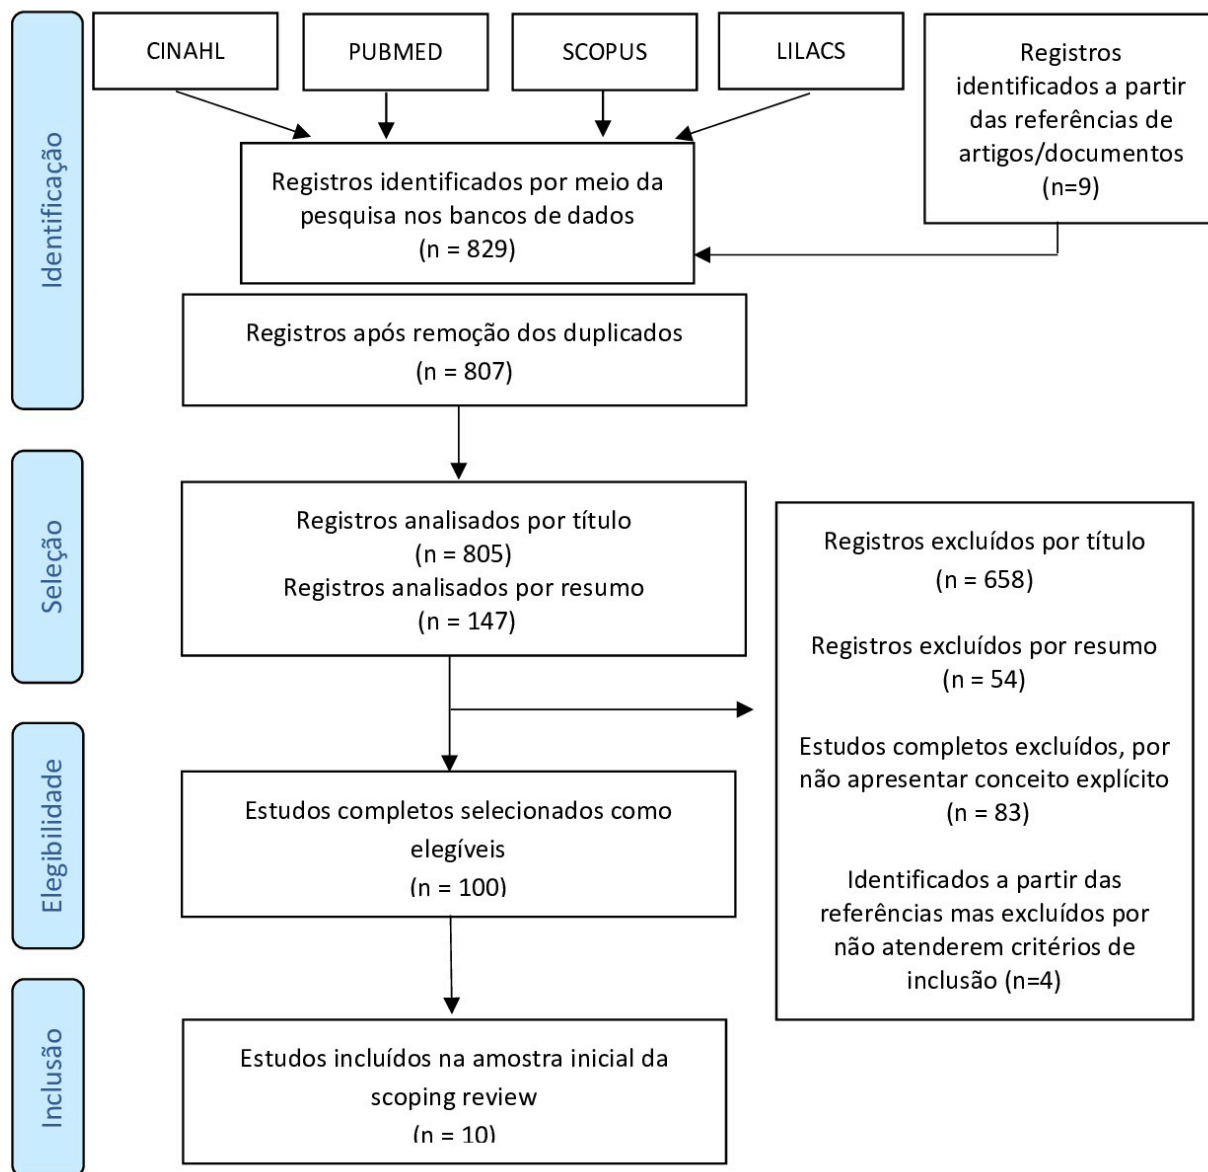 Identificação
CINAHL
PUBMED
SCOPUS
LILACS
Registros
identificados a partir
das referências de
artigos/documentos
(n=9)
Registros identificados por meio da
pesquisa nos bancos de dados
(n = 829)
Registros após remoção dos duplicados
(n = 807)
Seleção
Registros analisados por título
(n = 805)
Registros analisados por resumo
(n = 147)
Registros excluídos por título
(n = 658)
Registros excluídos por resumo
(n = 54)
Estudos completos excluídos, por
não apresentar conceito explícito
(n = 83)
Identificados a partir das
referências mas excluídos por
não atenderem critérios de
inclusão (n=4)
Elegibilidade
Estudos completos selecionados como
elegíveis
(n = 100)
Inclusão
Estudos incluídos na amostra inicial da
scoping review
(n = 10)